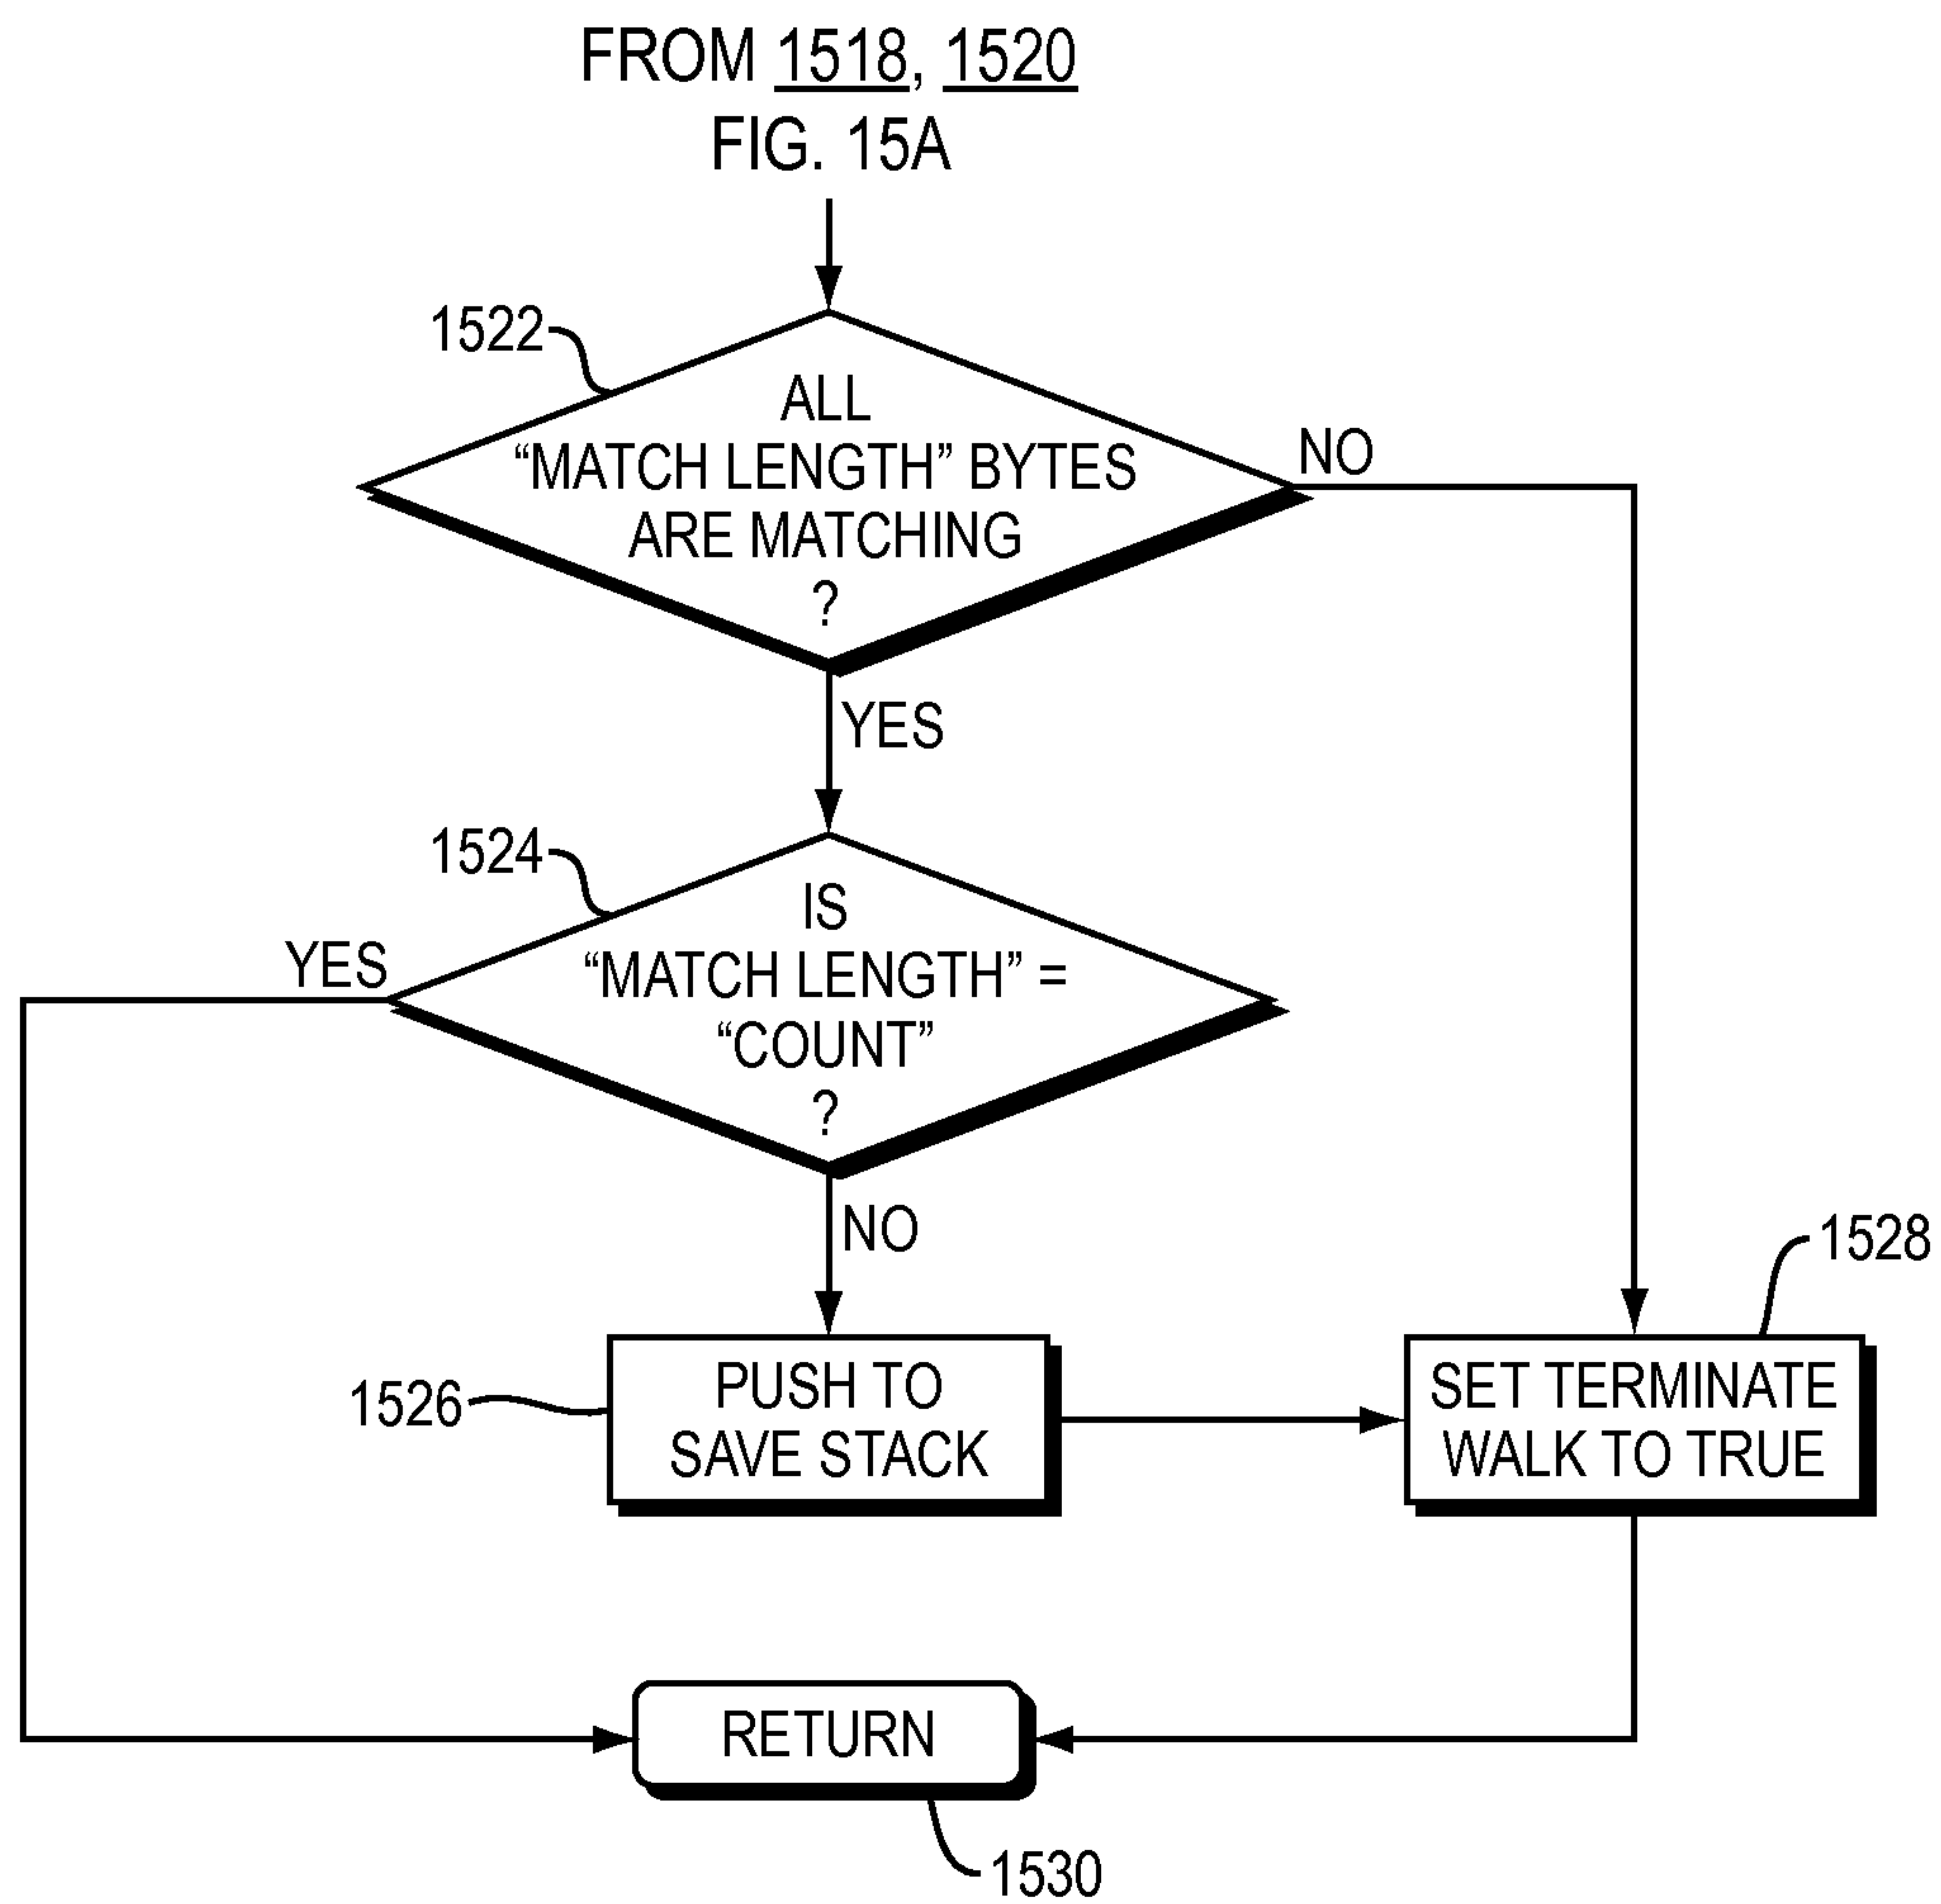 FROM 1518, 1520
FIG. 15A
1522
ALL
“MATCH LENGTH” BYTES
ARE MATCHING
?
NO
YES
1524
IS
“MATCH LENGTH” =
“COUNT”
?
YES
NO
1528
1526
PUSH TO
SAVE STACK
SET TERMINATE
WALK TO TRUE
RETURN
1530